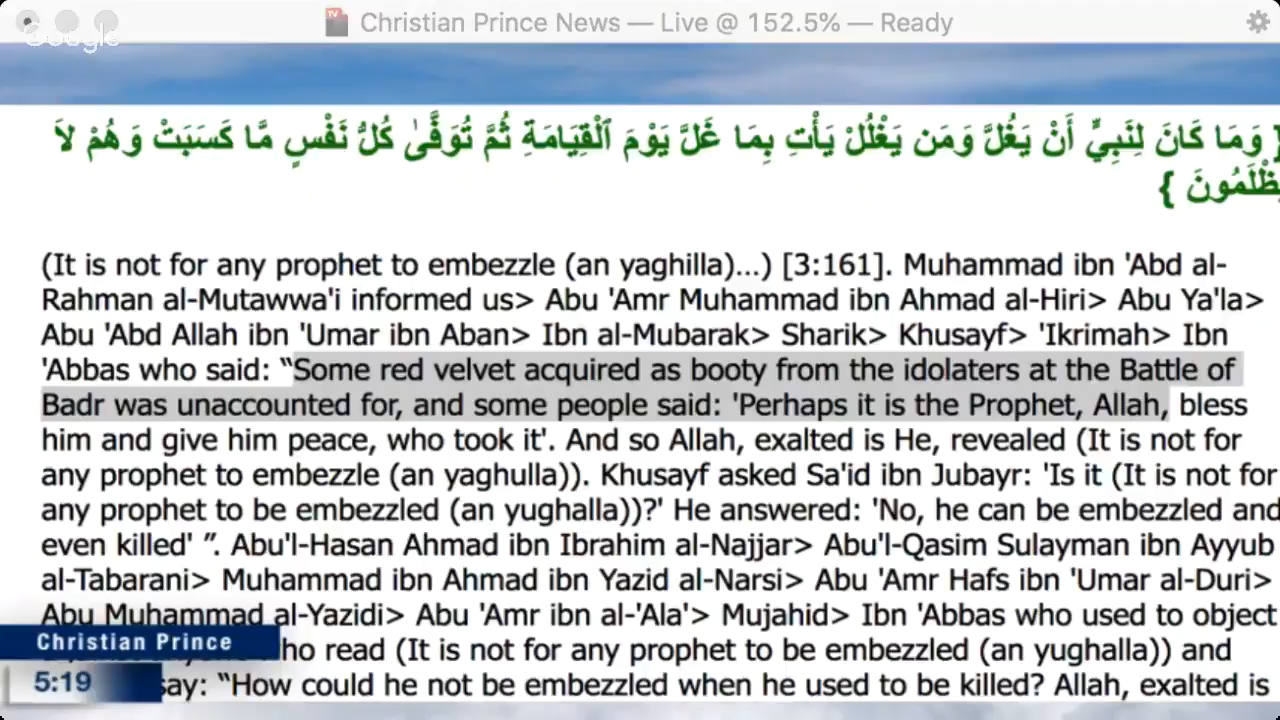 Christian Prince News — Live @ 152.5% — Ready
Google
وَمَا كَانَ لِنَبِيٍّ أَنْ يَغُلَّ وَمَن يَغْلُلْ يَأْتِ بِمَا غَلَّ يَوْمَ ٱلْقِيَامَةِ ثُمَّ تُوَفَّىٰ كُلُّ نَفْسٍ مَّا كَسَبَتْ وَهُمْ لاَ
يُظْلَمُونَ }
(It is not for any prophet to embezzle (an yaghilla)...) [3:161]. Muhammad ibn 'Abd al-
Rahman al-Mutawwa'i informed us> Abu 'Amr Muhammad ibn Ahmad al-Hiri> Abu Ya'la>
Abu 'Abd Allah ibn 'Umar ibn Aban> Ibn al-Mubarak> Sharik> Khusayf> 'Ikrimah> Ibn
'Abbas who said: “Some red velvet acquired as booty from the idolaters at the Battle of
Badr was unaccounted for, and some people said: 'Perhaps it is the Prophet, Allah, bless
him and give him peace, who took it'. And so Allah, exalted is He, revealed (It is not for
any prophet to embezzle (an yaghulla)). Khusayf asked Sa'id ibn Jubayr: 'Is it (It is not for
any prophet to be embezzled (an yughalla))?' He answered: 'No, he can be embezzled and
even killed' ”. Abu'l-Hasan Ahmad ibn Ibrahim al-Najjar> Abu'l-Qasim Sulayman ibn Ayyub
al-Tabarani> Muhammad ibn Ahmad ibn Yazid al-Narsi> Abu 'Amr Hafs ibn 'Umar al-Duri>
Abu Muhammad al-Yazidi> Abu 'Amr ibn al-'Ala'> Mujahid> Ibn 'Abbas who used to object
who read (It is not for any prophet to be embezzled (an yughalla)) and
say: “How could he not be embezzled when he used to be killed? Allah, exalted is
Christian Prince
5:19